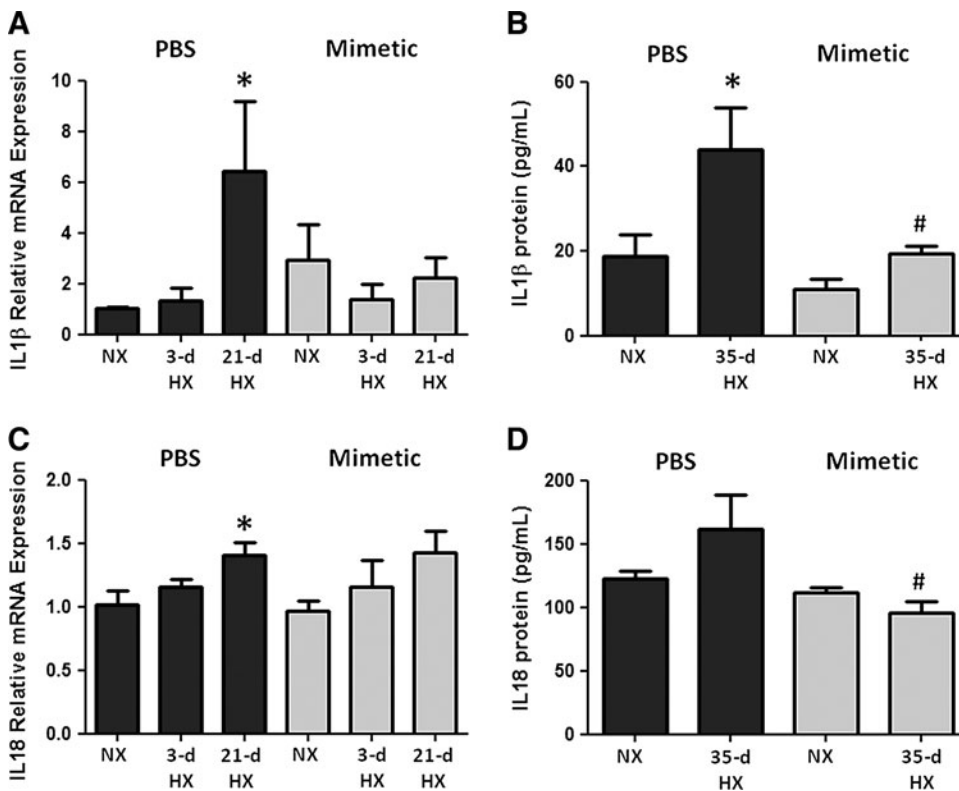 A
PBS Mimetic
IL1β Relative mRNA Expression
10
8
6
4
2
0
*
NX 3-d HX 21-d HX NX 3-d HX 21-d HX
B
PBS Mimetic
IL1β protein (pg/mL)
60
40
20
0
*
#
NX 35-d HX NX 35-d HX
C
PBS Mimetic
IL18 Relative mRNA Expression
2.0
1.5
1.0
0.5
0.0
*
NX 3-d HX 21-d HX NX 3-d HX 21-d HX
D
PBS Mimetic
IL18 protein (pg/mL)
200
150
100
50
0
#
NX 35-d HX NX 35-d HX